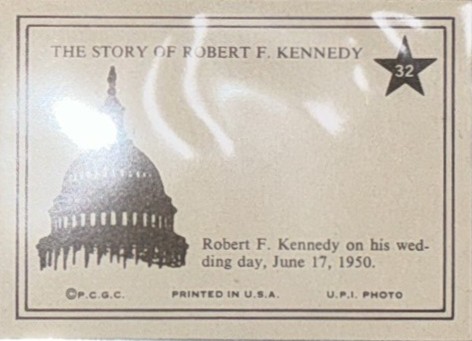 THE STORY OF ROBERT F. KENNEDY
32
Robert F. Kennedy on his wed-
ding day, June 17, 1950.
©P.C.G.C. PRINTED IN U.S.A. U.P.I. PHOTO